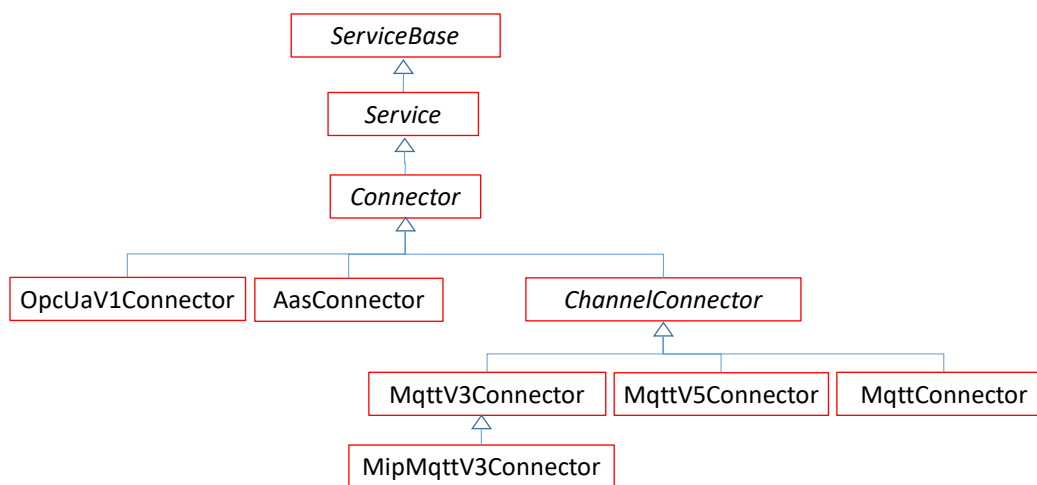 ServiceBase
Service
Connector
OpcUaV1Connector
AasConnector
ChannelConnector
MqttV3Connector
MqttV5Connector
MqttConnector
MipMqttV3Connector